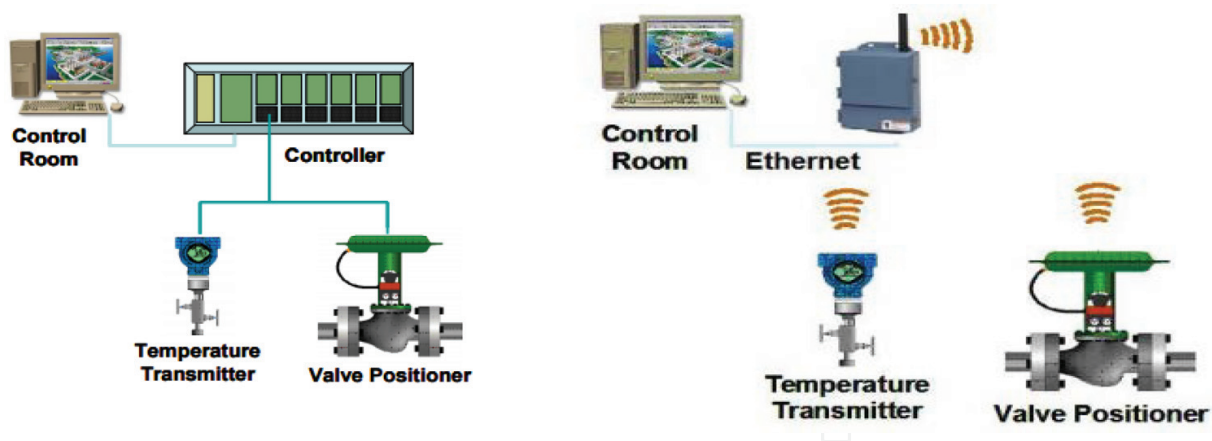 Control
Room
Controller
Temperature
Transmitter
Valve Positioner
Control
Room
Ethernet
Temperature
Transmitter
Valve Positioner